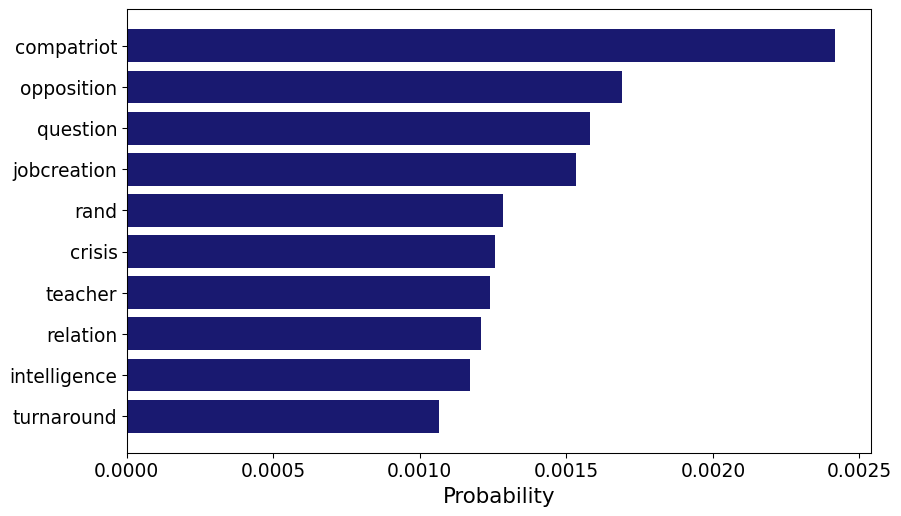 compatriot
opposition
question
jobcreation
rand
crisis
teacher
relation
intelligence
turnaround
0.0000 0.0005 0.0010 0.0015 0.0020 0.0025
Probability